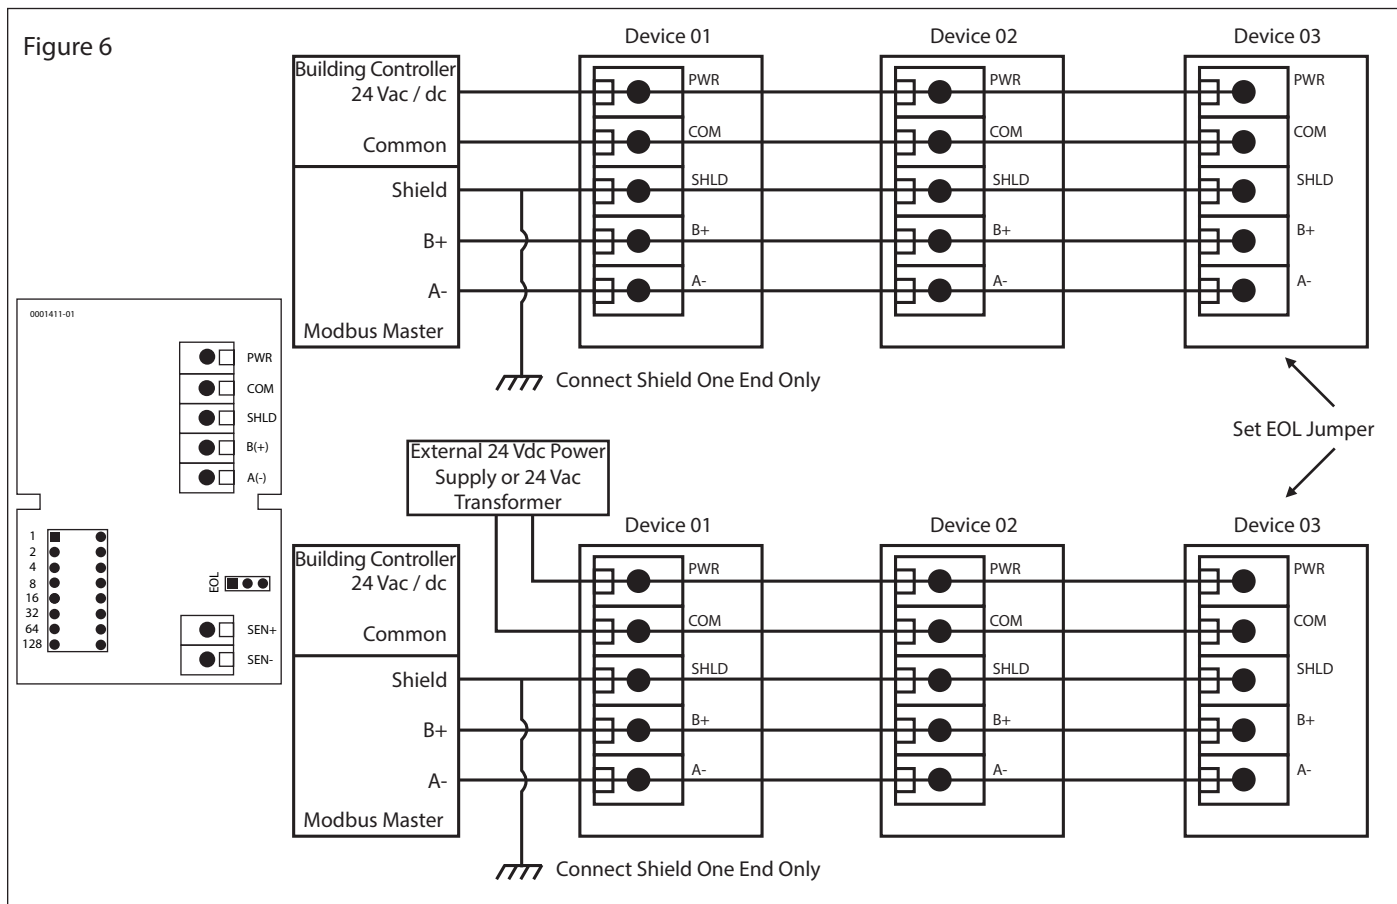 Figure 6
Device 01
Device 02
Device 03
Building Controller
24 Vac / dc
Common
Shield
B+
A-
Modbus Master
PWR
COM
SHLD
B+
A-
PWR
COM
SHLD
B+
A-
PWR
COM
SHLD
B+
A-
Connect Shield One End Only
Set EOL Jumper
0001411-01
PWR
COM
SHLD
B(+)
A(-)
1
2
4
8
16
32
64
128
EOL
SEN+
SEN-
External 24 Vdc Power
Supply or 24 Vac
Transformer
Device 01
Device 02
Device 03
Building Controller
24 Vac / dc
Common
Shield
B+
A-
Modbus Master
PWR
COM
SHLD
B+
A-
PWR
COM
SHLD
B+
A-
PWR
COM
SHLD
B+
A-
Connect Shield One End Only